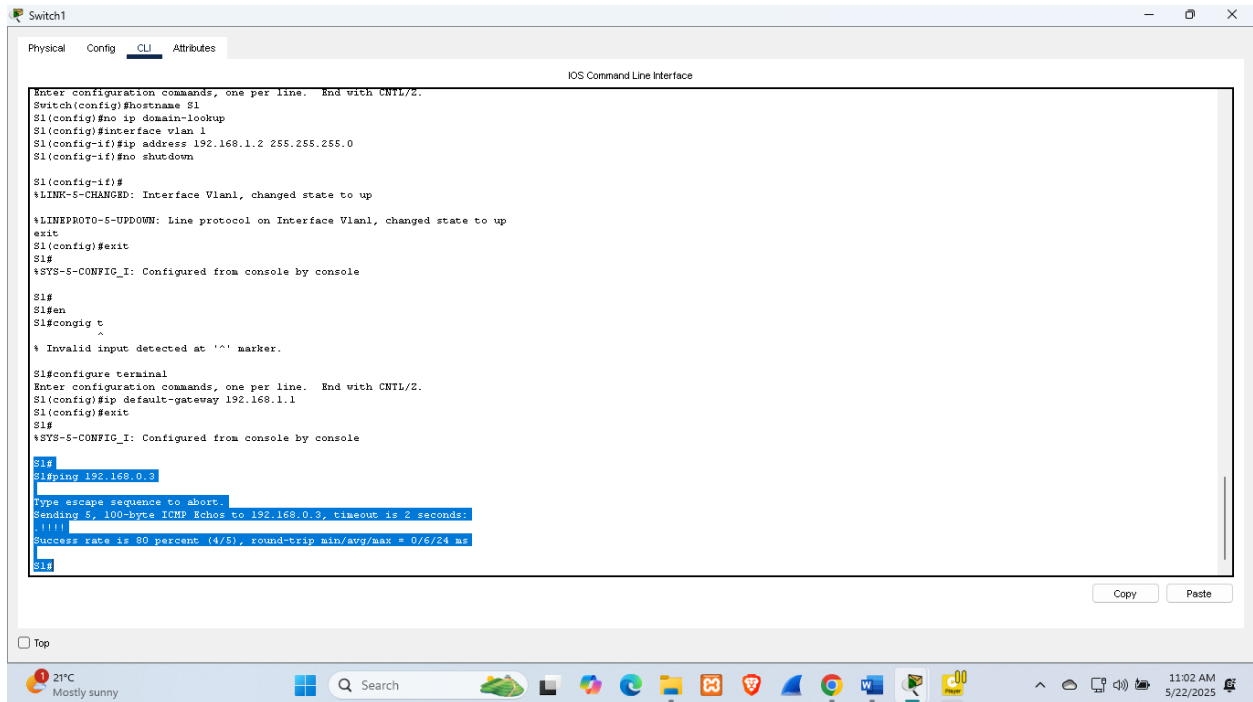 Switch1
Physical Config CLI Attributes
IOS Command Line Interface
Enter configuration commands, one per line. End with CNTL/Z.
Switch(config)#hostname S1
S1(config)#no ip domain-lookup
S1(config)#interface vlan 1
S1(config-if)#ip address 192.168.1.2 255.255.255.0
S1(config-if)#no shutdown
S1(config-if)#
%LINK-5-CHANGED: Interface Vlan1, changed state to up
%LINEPROTO-5-UPDOWN: Line protocol on Interface Vlan1, changed state to up
exit
S1(config)#exit
S1#
%SYS-5-CONFIG_I: Configured from console by console
S1#
S1#en
S1#congig t
^
% Invalid input detected at '^' marker.
S1#configure terminal
Enter configuration commands, one per line. End with CNTL/Z.
S1(config)#ip default-gateway 192.168.1.1
S1(config)#exit
S1#
%SYS-5-CONFIG_I: Configured from console by console
S1#
S1#ping 192.168.0.3
Type escape sequence to abort.
Sending 5, 100-byte ICMP Echos to 192.168.0.3, timeout is 2 seconds:
.!!!!
Success rate is 80 percent (4/5), round-trip min/avg/max = 0/6/24 ms
S1#
Copy Paste
Top
1
21°C
Mostly sunny
Search
Player
11:02 AM
5/22/2025